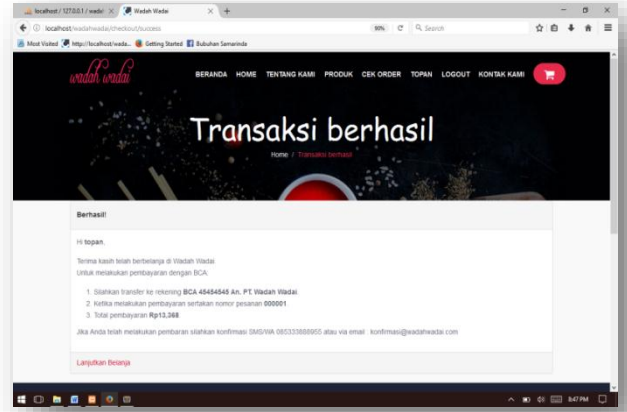 localhost / 127.0.0.1 / wada
Wadah Wadai
localhost/wadahwadai/checkout/success
90%
Search
Most Visited
http://localhost/wada...
Getting Started
Bubuhan Samarinda
wadah wadai
BERANDA HOME TENTANG KAMI PRODUK CEK ORDER TOPAN LOGOUT KONTAK KAMI
Transaksi berhasil
Home / Transaksi berhasil
Berhasil!
Hi topan,
Terima kasih telah berbelanja di Wadah Wadai
Untuk melakukan pembayaran dengan BCA:
1. Silahkan transfer ke rekening BCA 45454545 An. PT. Wadah Wadai.
2. Ketika melakukan pembayaran sertakan nomor pesanan 000001
3. Total pembayaran Rp13,368
Jika Anda telah melakukan pembaran silahkan konfirmasi SMS/WA atau via email : konfirmasi@wadahwadai.com
Lanjutkan Belanja
8:47 PM